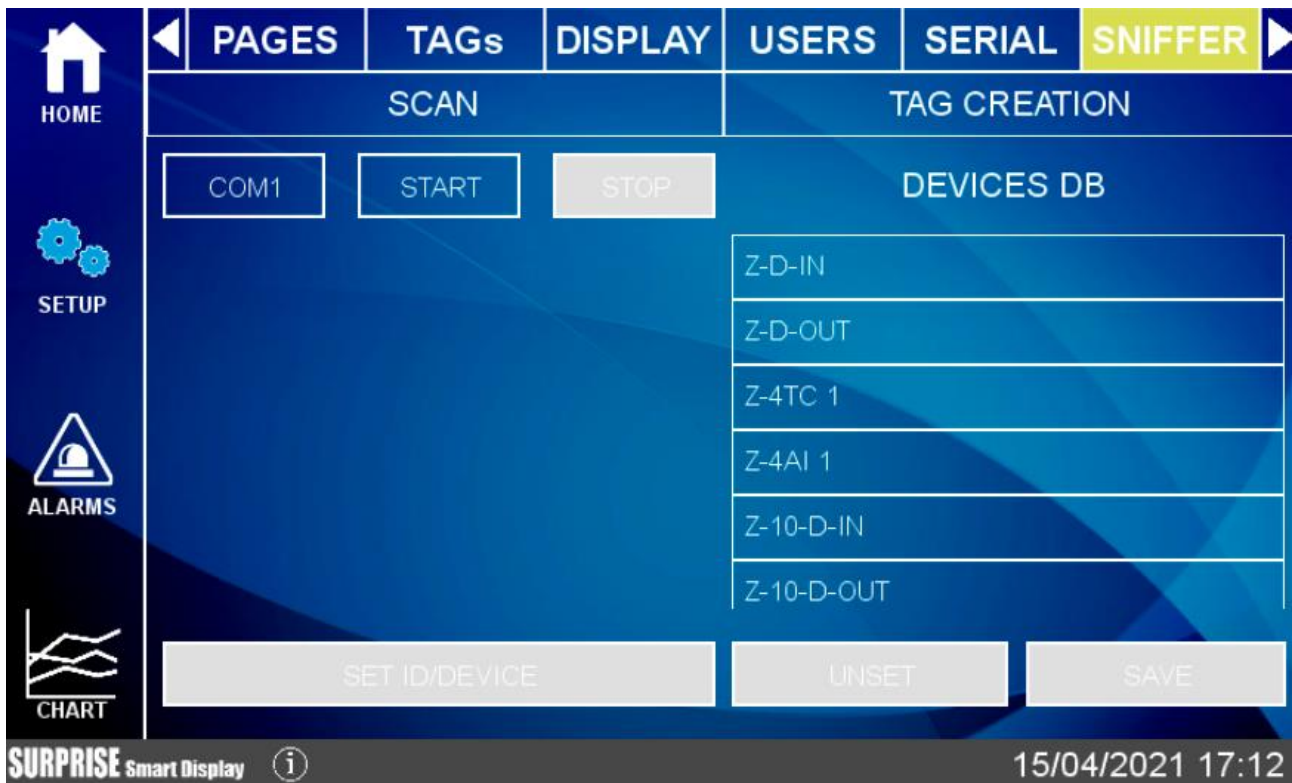 PAGES TAGs DISPLAY USERS SERIAL SNIFFER
HOME
SCAN TAG CREATION
COM1 START STOP DEVICES DB
Z-D-IN
SETUP
Z-D-OUT
Z-4TC 1
Z-4AI 1
ALARMS
Z-10-D-IN
Z-10-D-OUT
SET ID/DEVICE UNSET SAVE
CHART
SURPRISE Smart Display i 15/04/2021 17:12